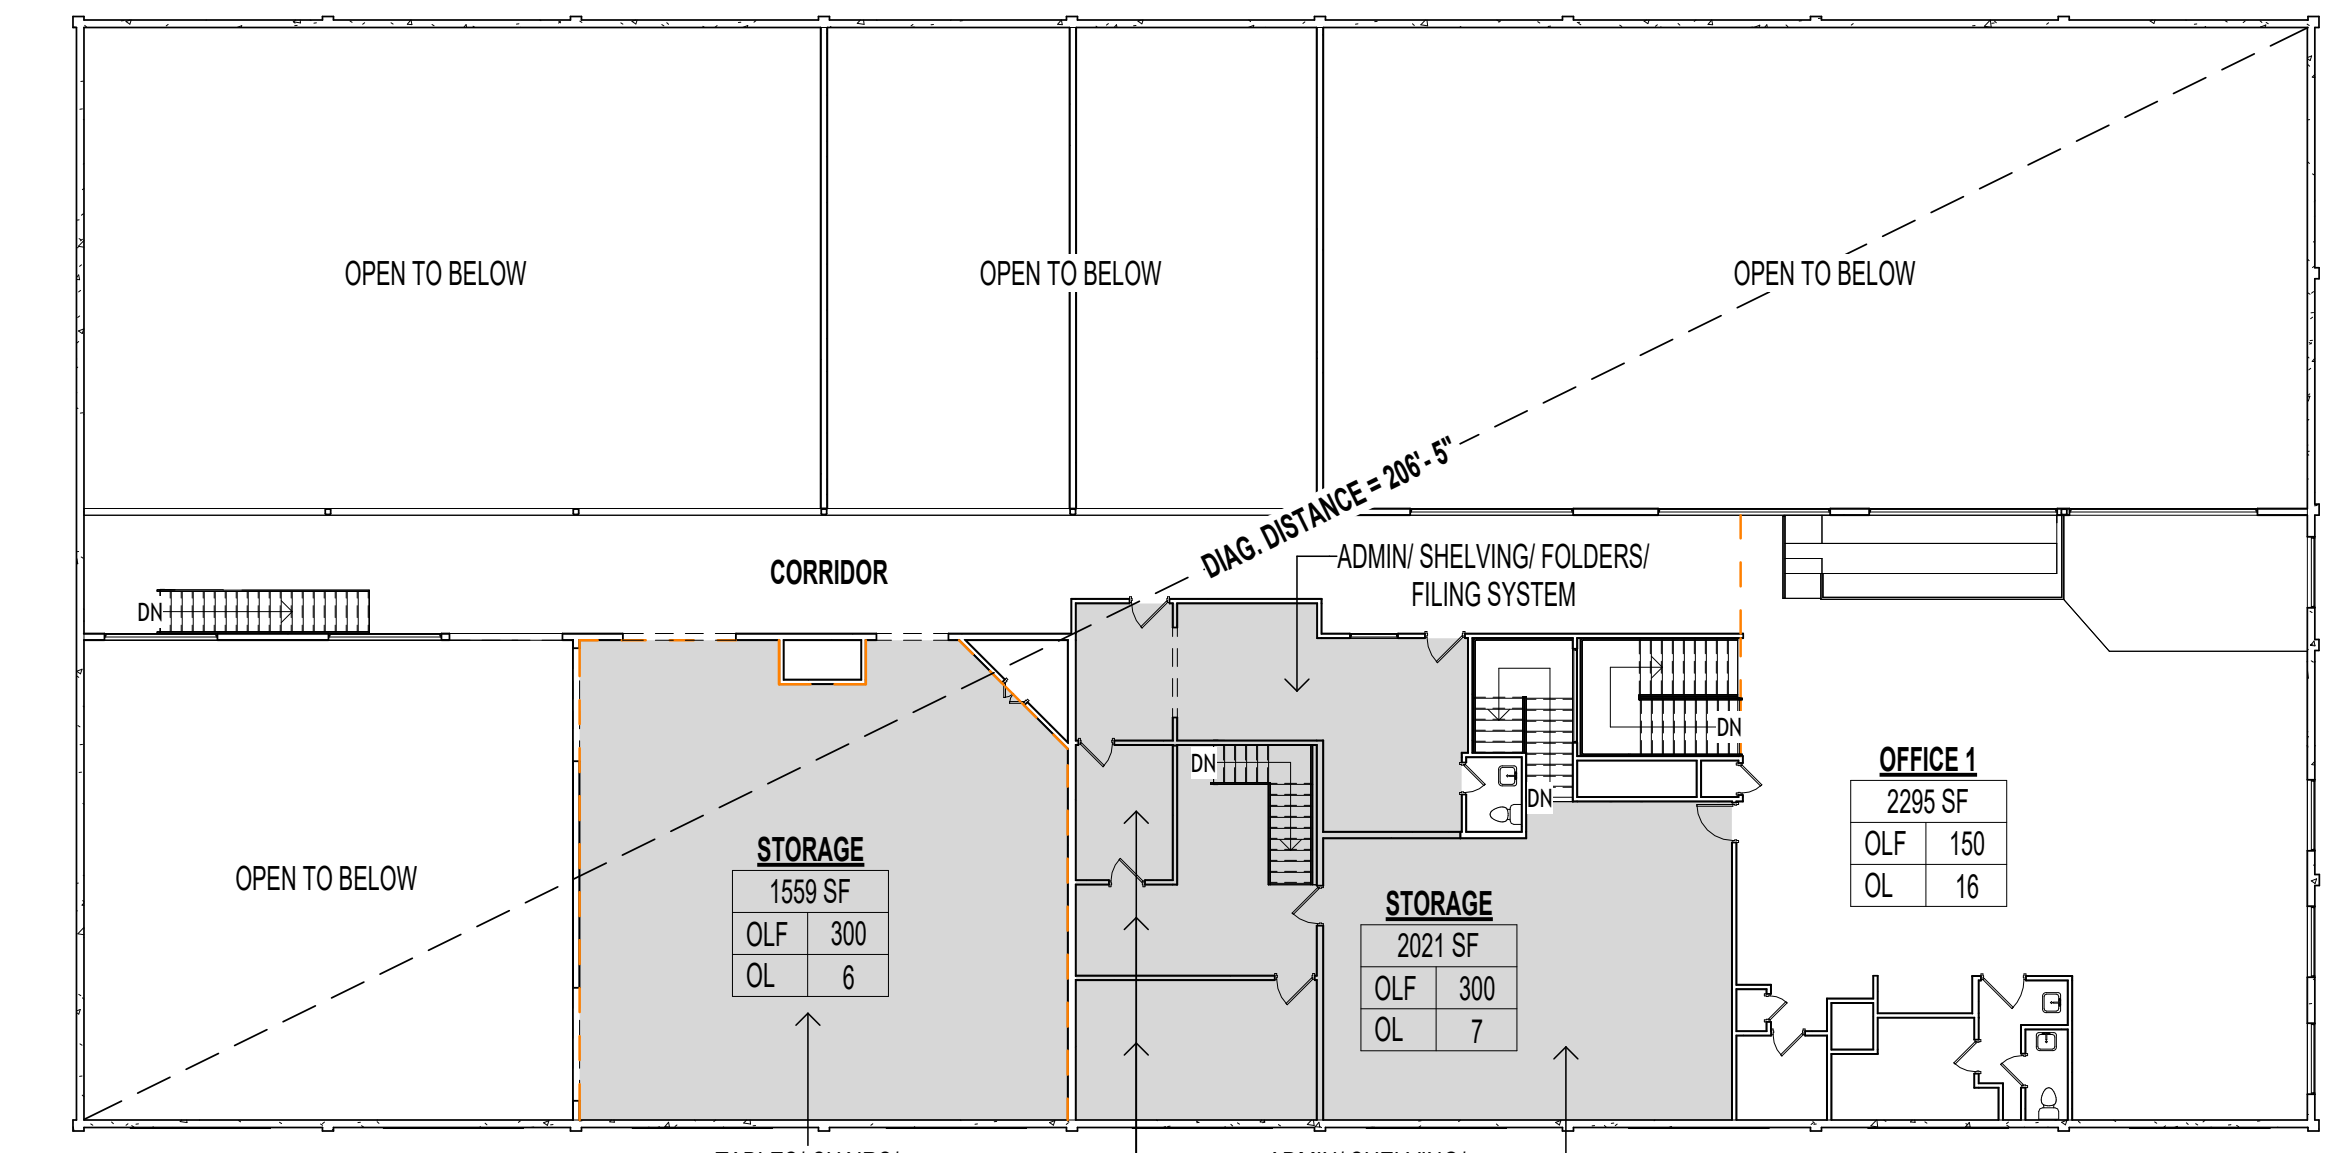 OPEN TO BELOW
OPEN TO BELOW
OPEN TO BELOW
DIAG. DISTANCE = 206' - 5"
CORRIDOR
ADMIN/ SHELVING/ FOLDERS/
FILING SYSTEM
DN
DN
DN
DN
OFFICE 1
2295 SF
OLF 150
OL 16
OPEN TO BELOW
STORAGE
1559 SF
OLF 300
OL 6
STORAGE
2021 SF
OLF 300
OL 7